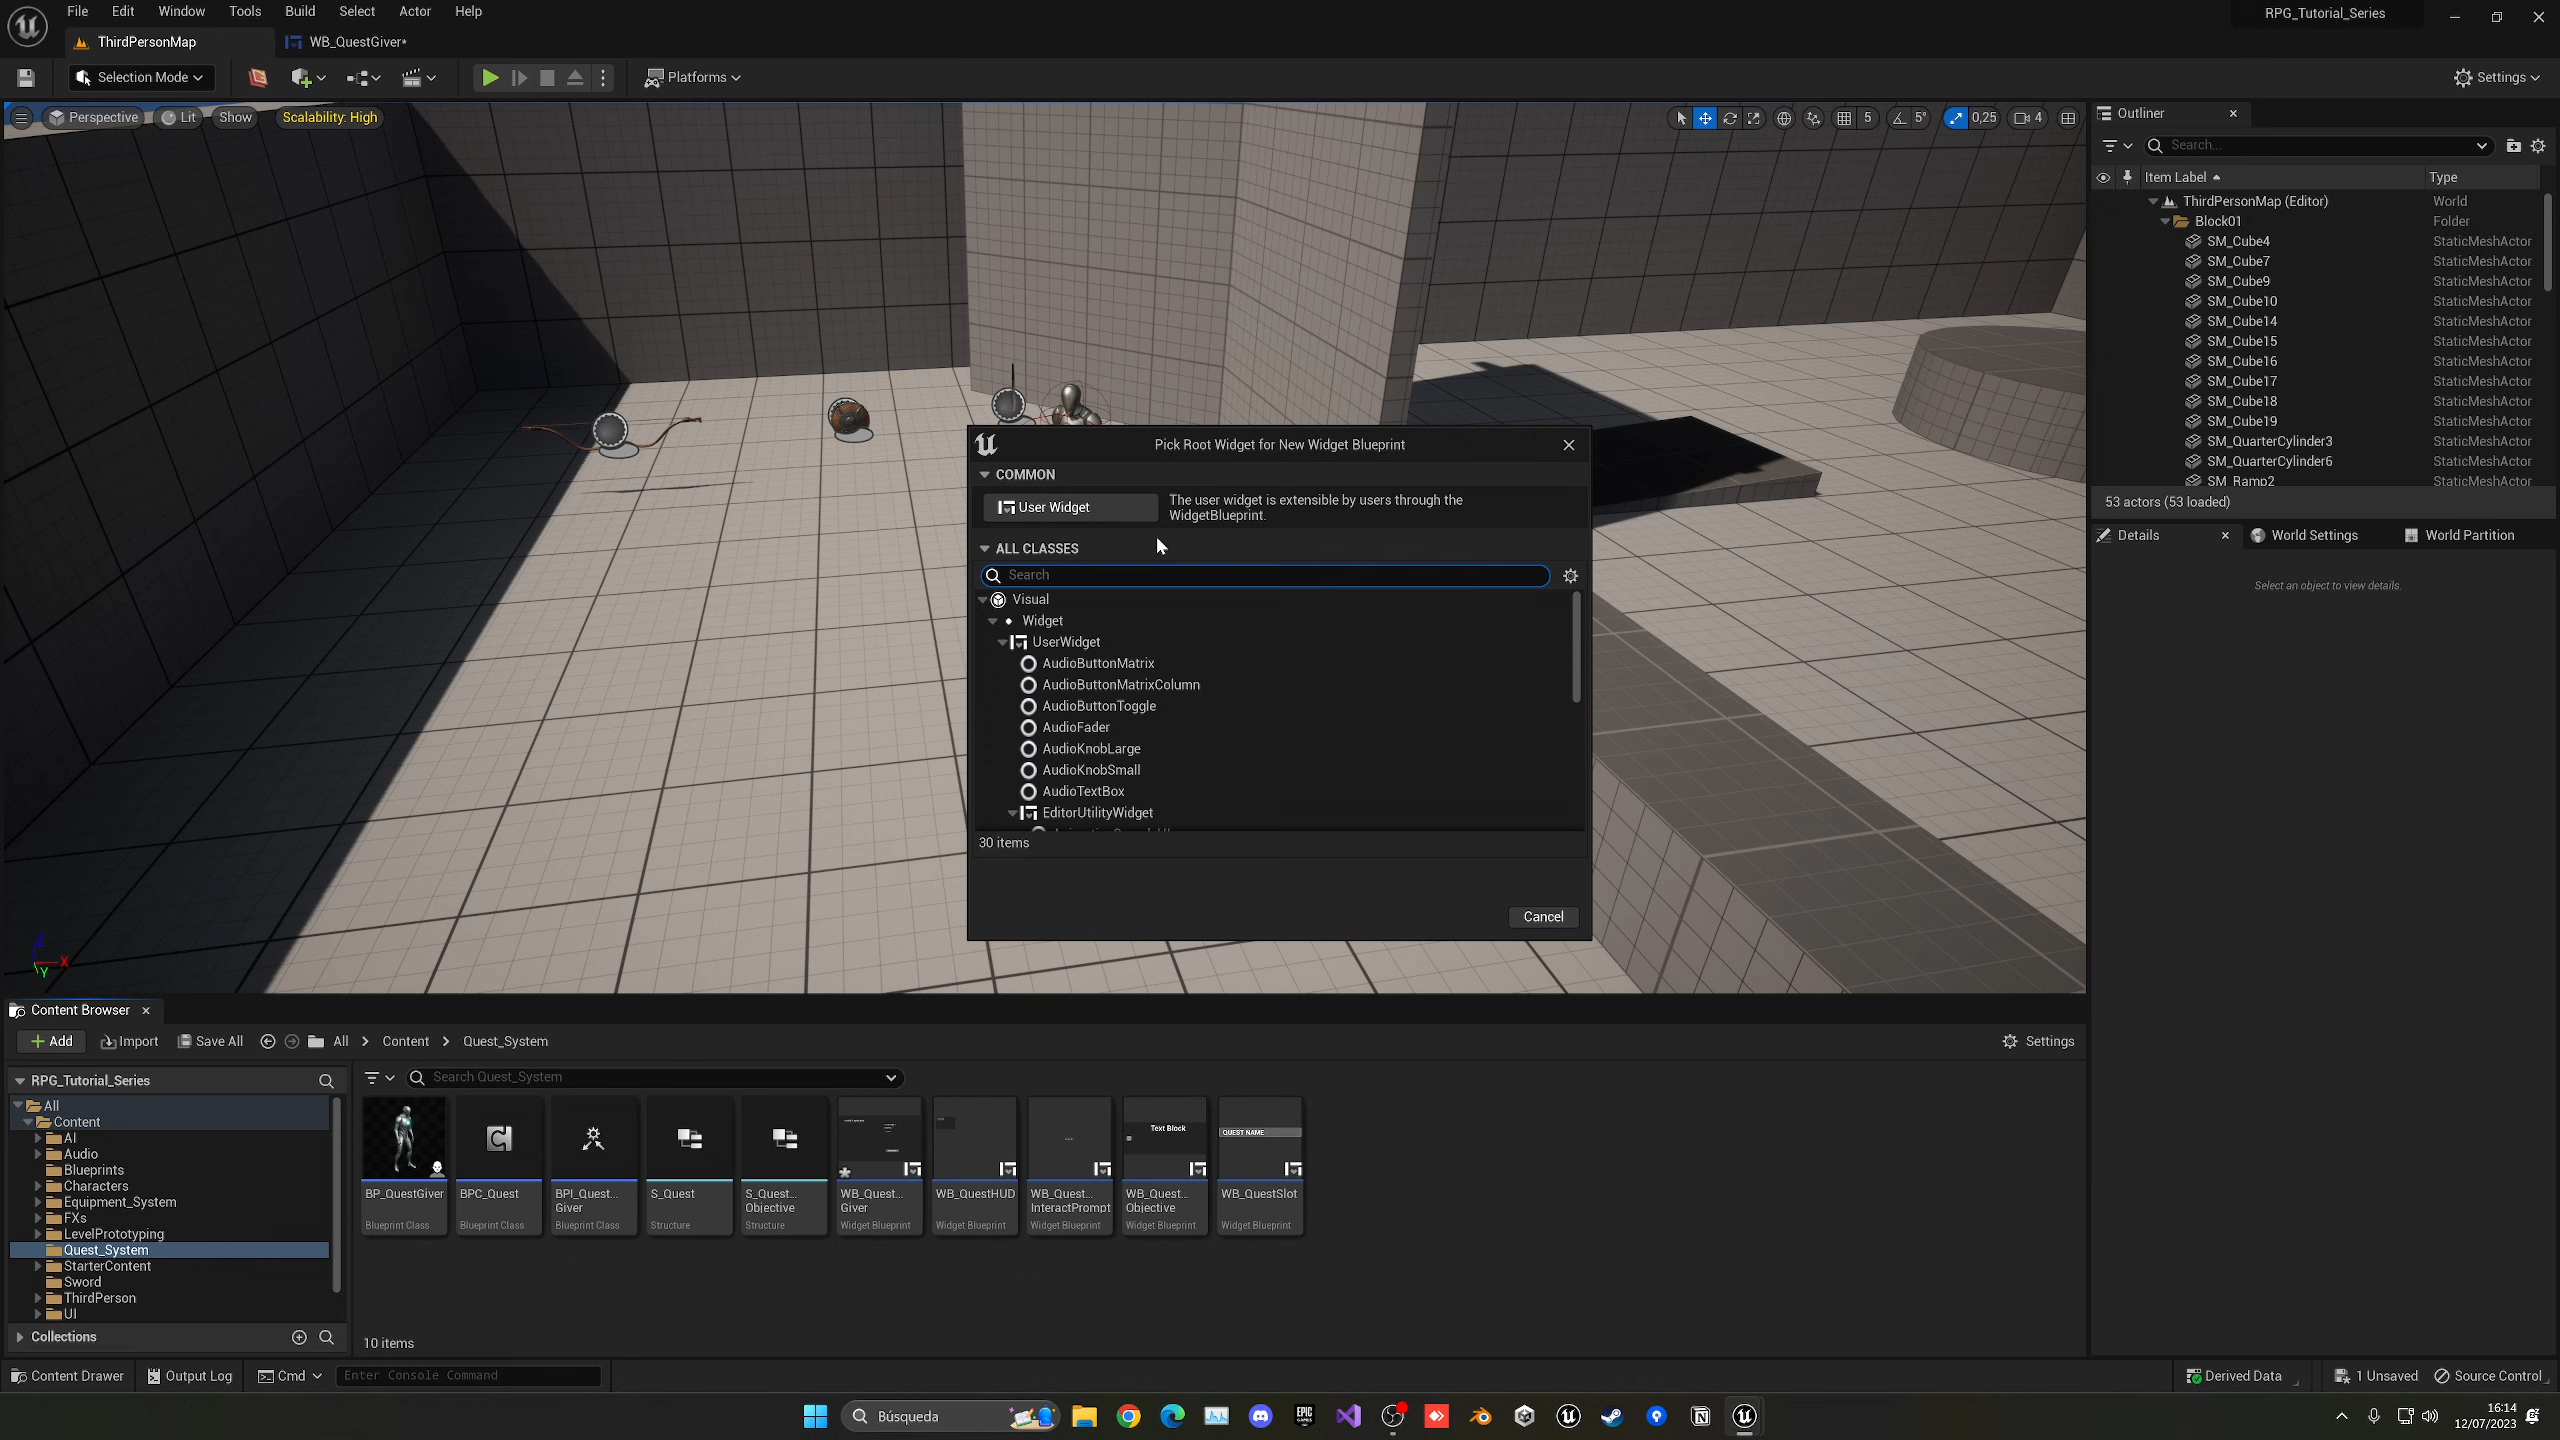 File Edit Window Tools Build Select Actor Help
RPG_Tutorial_Series
ThirdPersonMap
WB_QuestGiver*
Selection Mode
Platforms
Settings
Perspective
Lit
Show
Scalability: High
5
5°
0,25
4
Outliner
Search...
Item Label
Type
ThirdPersonMap (Editor) World
Block01 Folder
SM_Cube4 StaticMeshActor
SM_Cube7 StaticMeshActor
SM_Cube9 StaticMeshActor
SM_Cube10 StaticMeshActor
SM_Cube14 StaticMeshActor
SM_Cube15 StaticMeshActor
SM_Cube16 StaticMeshActor
SM_Cube17 StaticMeshActor
SM_Cube18 StaticMeshActor
SM_Cube19 StaticMeshActor
SM_QuarterCylinder3 StaticMeshActor
SM_QuarterCylinder6 StaticMeshActor
SM_Ramp2 StaticMeshActor
53 actors (53 loaded)
Details
World Settings
World Partition
Select an object to view details.
Pick Root Widget for New Widget Blueprint
COMMON
User Widget
The user widget is extensible by users through the
WidgetBlueprint.
ALL CLASSES
Search
Visual
Widget
UserWidget
AudioButtonMatrix
AudioButtonMatrixColumn
AudioButtonToggle
AudioFader
AudioKnobLarge
AudioKnobSmall
AudioTextBox
EditorUtilityWidget
30 items
Cancel
Z
X
Y
Content Browser
Add
Import
Save All
All
Content
Quest_System
Settings
RPG_Tutorial_Series
Search Quest_System
All
Content
AI
Audio
Blueprints
Characters
Equipment_System
FXs
LevelPrototyping
Quest_System
StarterContent
Sword
ThirdPerson
UI
Collections
BP_QuestGiver
Blueprint Class
BPC_Quest
Blueprint Class
BPI_Quest...
Giver
Blueprint Class
S_Quest
Structure
S_Quest...
Objective
Structure
WB_Quest...
Giver
Widget Blueprint
WB_QuestHUD
Widget Blueprint
WB_Quest...
InteractPrompt
Widget Blueprint
Text Block
WB_Quest...
Objective
Widget Blueprint
QUEST NAME
WB_QuestSlot
Widget Blueprint
10 items
Content Drawer
Output Log
Cmd
Enter Console Command
Derived Data
1 Unsaved
Source Control
Búsqueda
EPIC
GAMES
16:14
12/07/2023